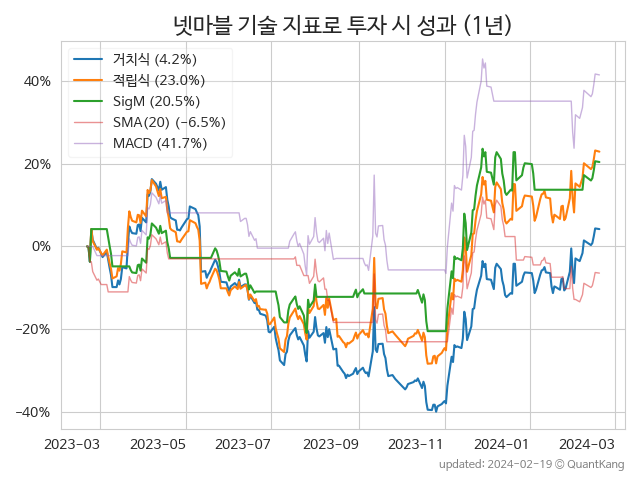 넷마블 기술 지표로 투자 시 성과 (1년)
거치식 (4.2%)
적립식 (23.0%)
SigM (20.5%)
SMA(20) (−6.5%)
MACD (41.7%)
40%
20%
0%
−20%
−40%
2023-03 2023-05 2023-07 2023-09 2023-11 2024-01 2024-03
updated: 2024-02-19 ⓒ QuantKang